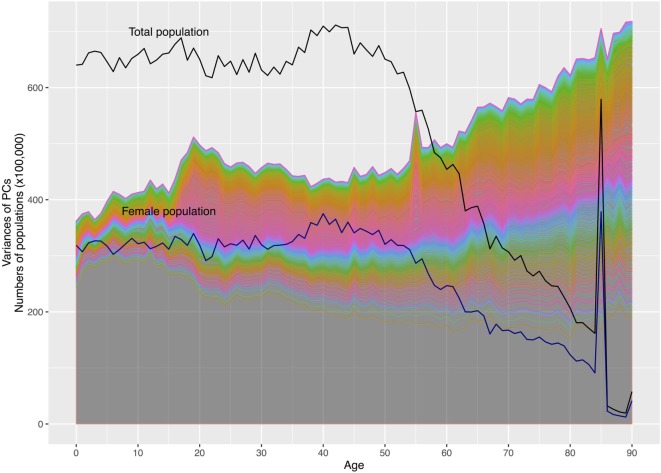 Total population
Female population
Variances of PCs
Numbers of populations (×100,000)
600
400
200
0
0 10 20 30 40 50 60 70 80 90
Age